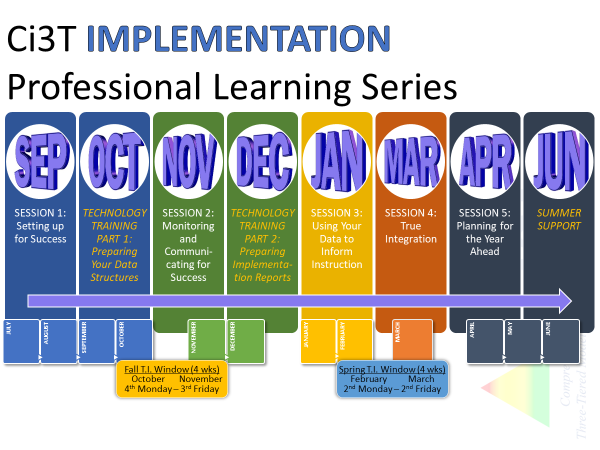 Ci3T IMPLEMENTATION
Professional Learning Series
SEP
SESSION 1:
Setting up
for Success
OCT
TECHNOLOGY
TRAINING
PART 1:
Preparing
Your Data
Structures
NOV
SESSION 2:
Monitoring
and
Communi-
cating for
Success
DEC
TECHNOLOGY
TRAINING
PART 2:
Preparing
Implementa-
tion Reports
JAN
SESSION 3:
Using Your
Data to
Inform
Instruction
MAR
SESSION 4:
True
Integration
APR
SESSION 5:
Planning for
the Year
Ahead
JUN
SUMMER
SUPPORT
JULY
AUGUST
SEPTEMBER
OCTOBER
NOVEMBER
DECEMBER
JANUARY
FEBRUARY
MARCH
APRIL
MAY
JUNE
Fall T.I. Window (4 wks)
October November
4th Monday – 3rd Friday
Spring T.I. Window (4 wks)
February March
2nd Monday – 2nd Friday
Three-Tiered